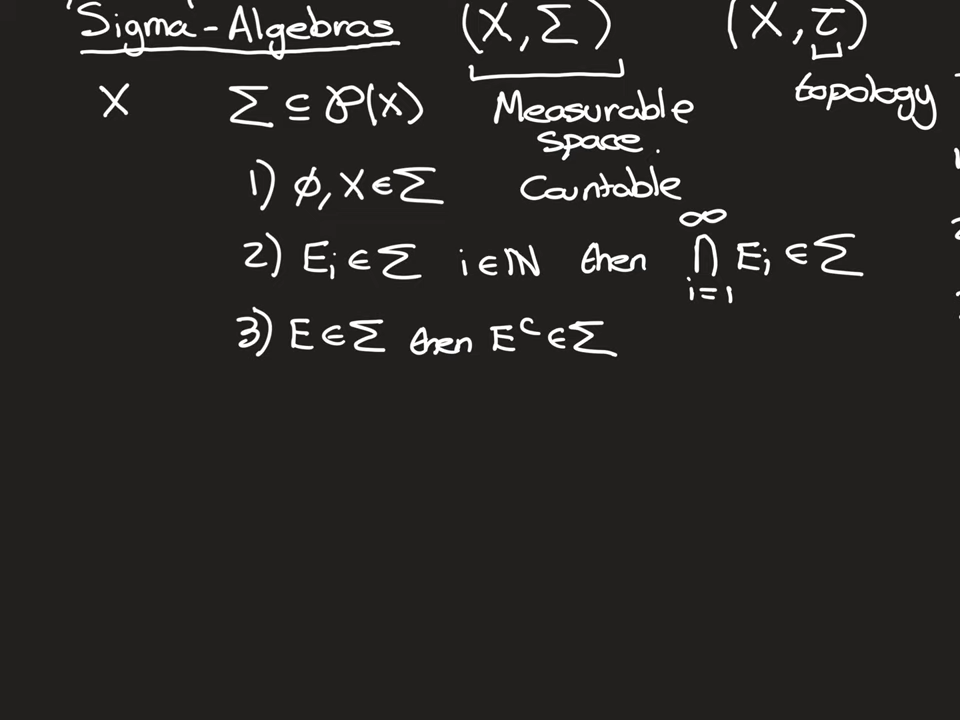 'Sigma'-Algebras (X, Σ) (X, τ)
X Σ ⊆ ℘(X) Measurable space. topology
1) ∅, X ∈ Σ Countable
2) Eᵢ ∈ Σ i ∈ ℕ then ⋂_{i=1}^{∞} Eᵢ ∈ Σ
3) E ∈ Σ then Eᶜ ∈ Σ